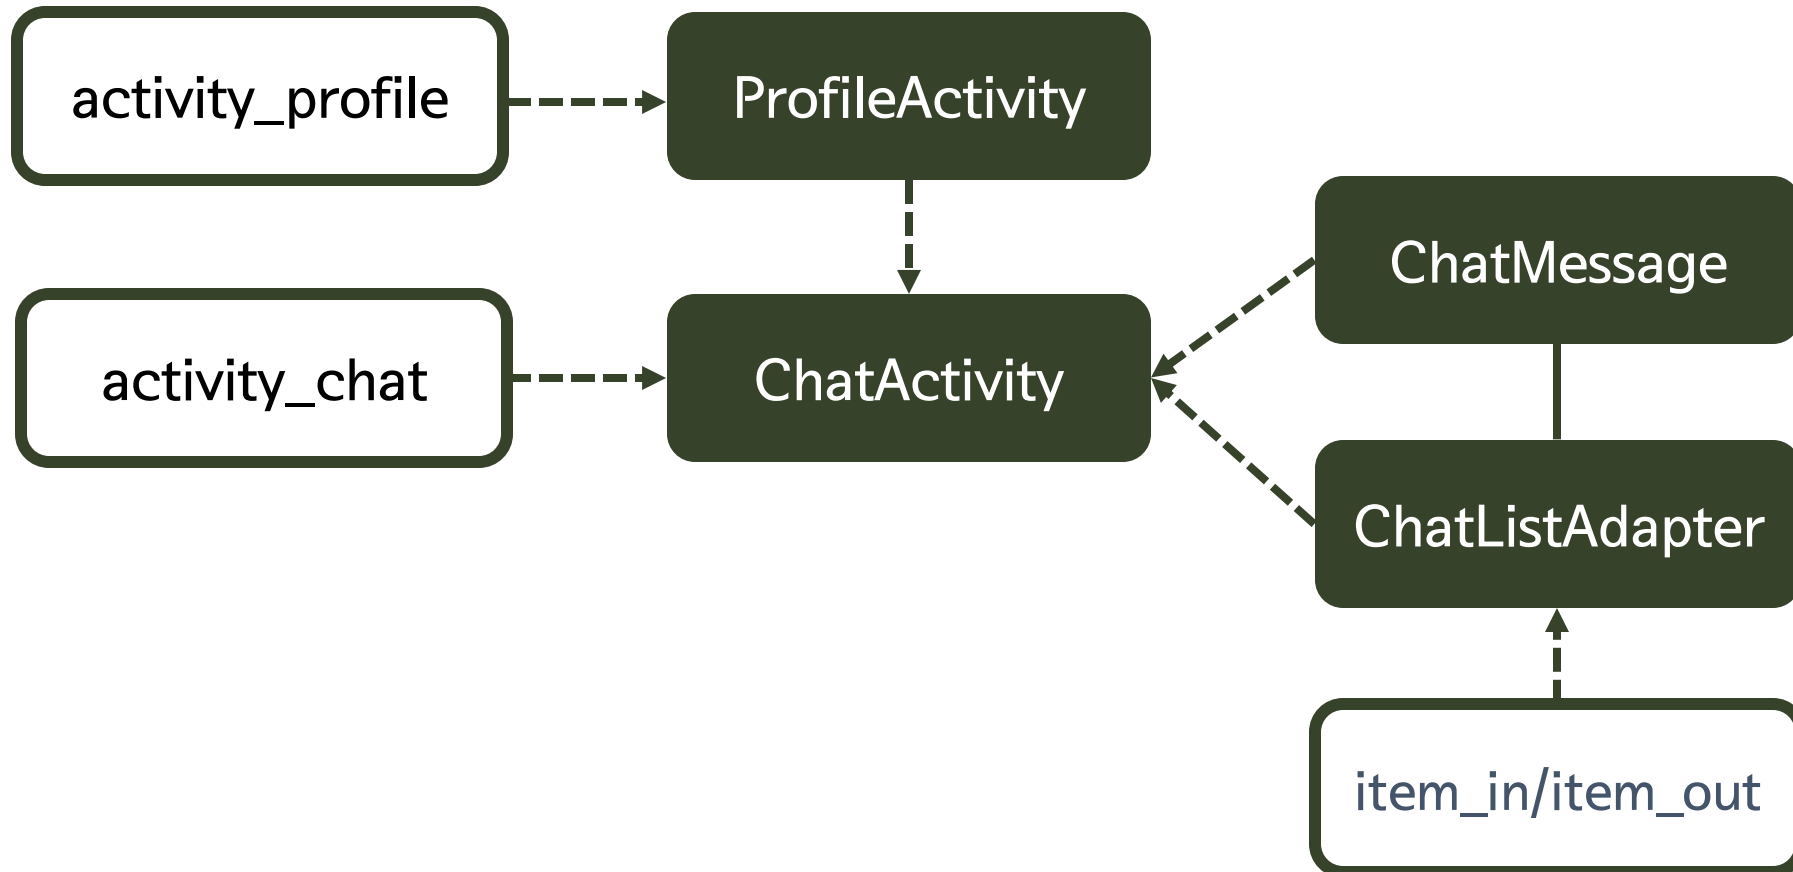 activity_profile
ProfileActivity
ChatMessage
activity_chat
ChatActivity
ChatListAdapter
item_in/item_out